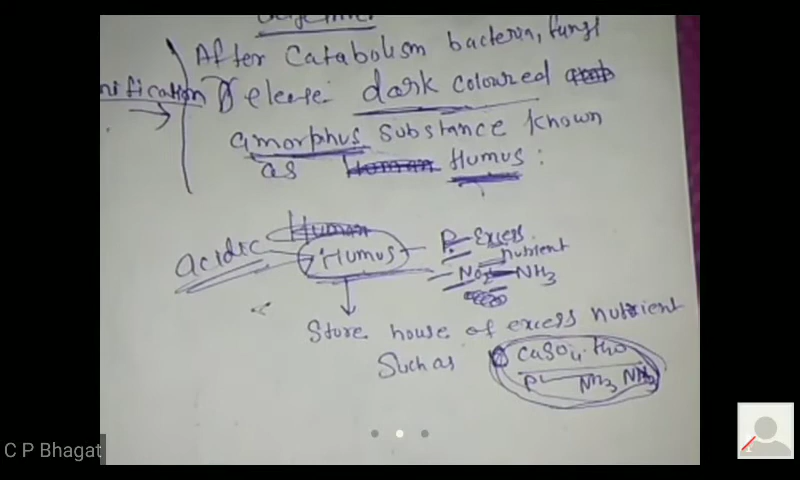 After Catabolism bacteria, fungi
nification Release dark coloured
amorphus substance known
as Humus :
acidic Humus P- Excess
nutrient
NH3
Store house of excess nutrient
Such as
P NH3
C P Bhagat